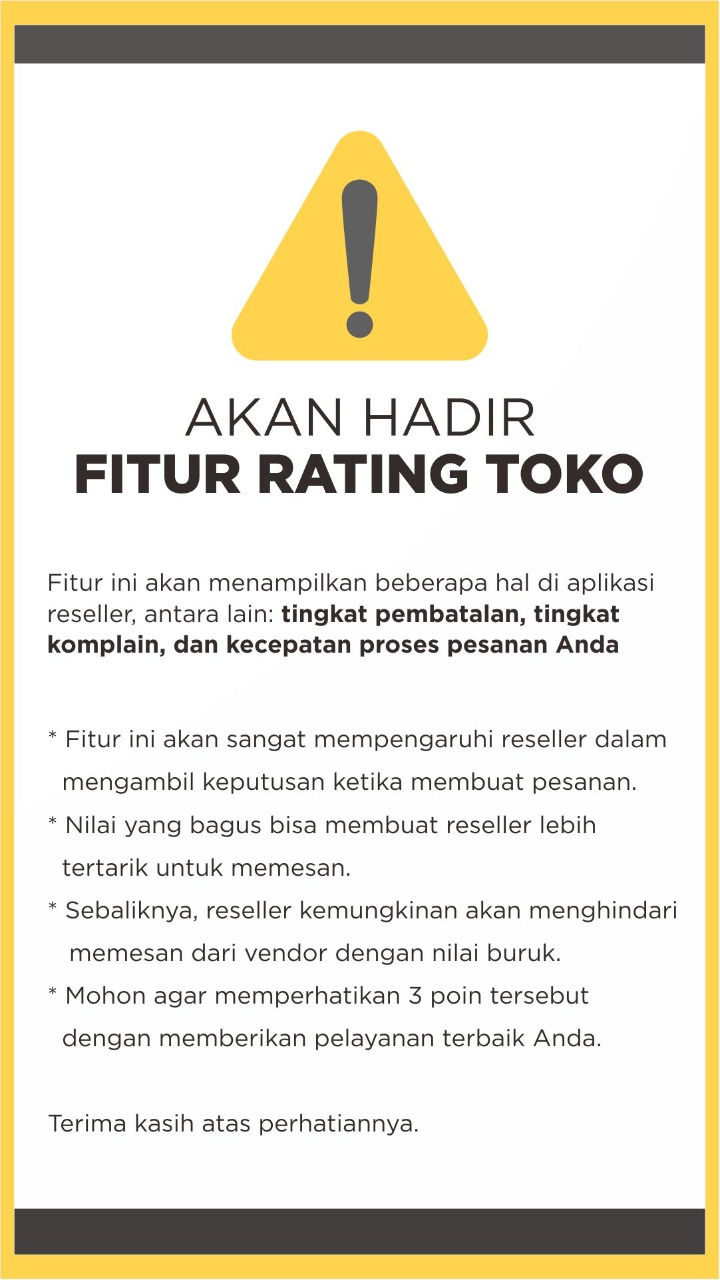 AKAN HADIR
FITUR RATING TOKO
Fitur ini akan menampilkan beberapa hal di aplikasi
reseller, antara lain: tingkat pembatalan, tingkat
komplain, dan kecepatan proses pesanan Anda
* Fitur ini akan sangat mempengaruhi reseller dalam
mengambil keputusan ketika membuat pesanan.
* Nilai yang bagus bisa membuat reseller lebih
tertarik untuk memesan.
* Sebaliknya, reseller kemungkinan akan menghindari
memesan dari vendor dengan nilai buruk.
* Mohon agar memperhatikan 3 poin tersebut
dengan memberikan pelayanan terbaik Anda.
Terima kasih atas perhatiannya.